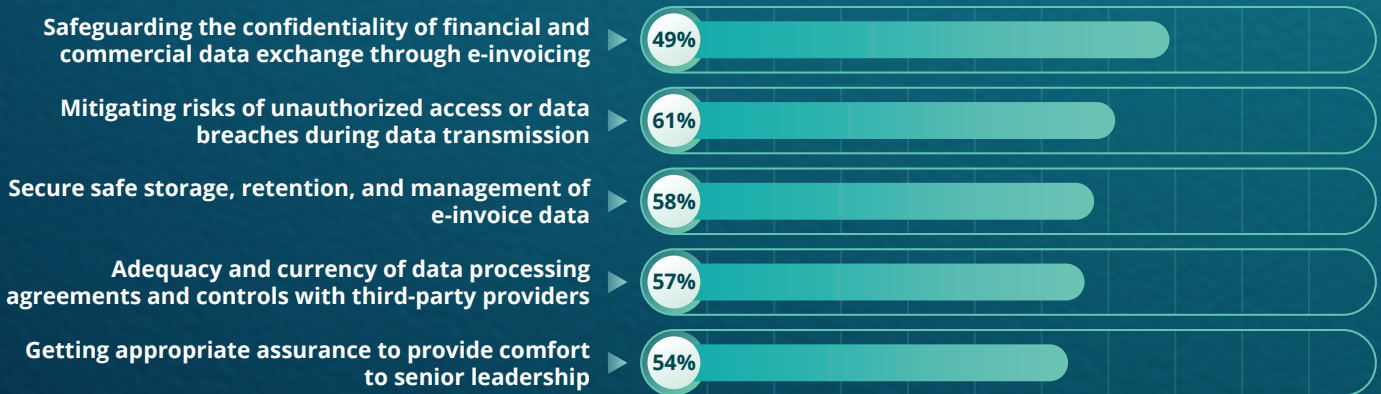 Safeguarding the confidentiality of financial and
commercial data exchange through e-invoicing
49%
Mitigating risks of unauthorized access or data
breaches during data transmission
61%
Secure safe storage, retention, and management of
e-invoice data
58%
Adequacy and currency of data processing
agreements and controls with third-party providers
57%
Getting appropriate assurance to provide comfort
to senior leadership
54%